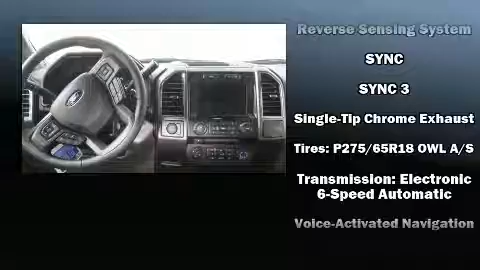 Reverse Sensing System
SYNC
SYNC 3
Single-Tip Chrome Exhaust
Tires: P275/65R18 OWL A/S
Transmission: Electronic
6-Speed Automatic
Voice-Activated Navigation